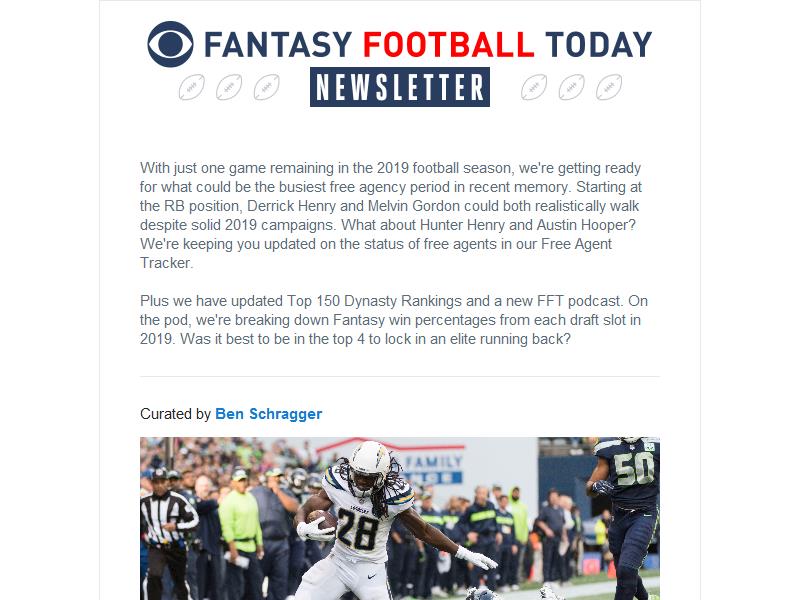 FANTASY FOOTBALL TODAY
NEWSLETTER
With just one game remaining in the 2019 football season, we're getting ready
for what could be the busiest free agency period in recent memory. Starting at
the RB position, Derrick Henry and Melvin Gordon could both realistically walk
despite solid 2019 campaigns. What about Hunter Henry and Austin Hooper?
We're keeping you updated on the status of free agents in our Free Agent
Tracker.
Plus we have updated Top 150 Dynasty Rankings and a new FFT podcast. On
the pod, we're breaking down Fantasy win percentages from each draft slot in
2019. Was it best to be in the top 4 to lock in an elite running back?
Curated by Ben Schragger
FAMILY
50
28